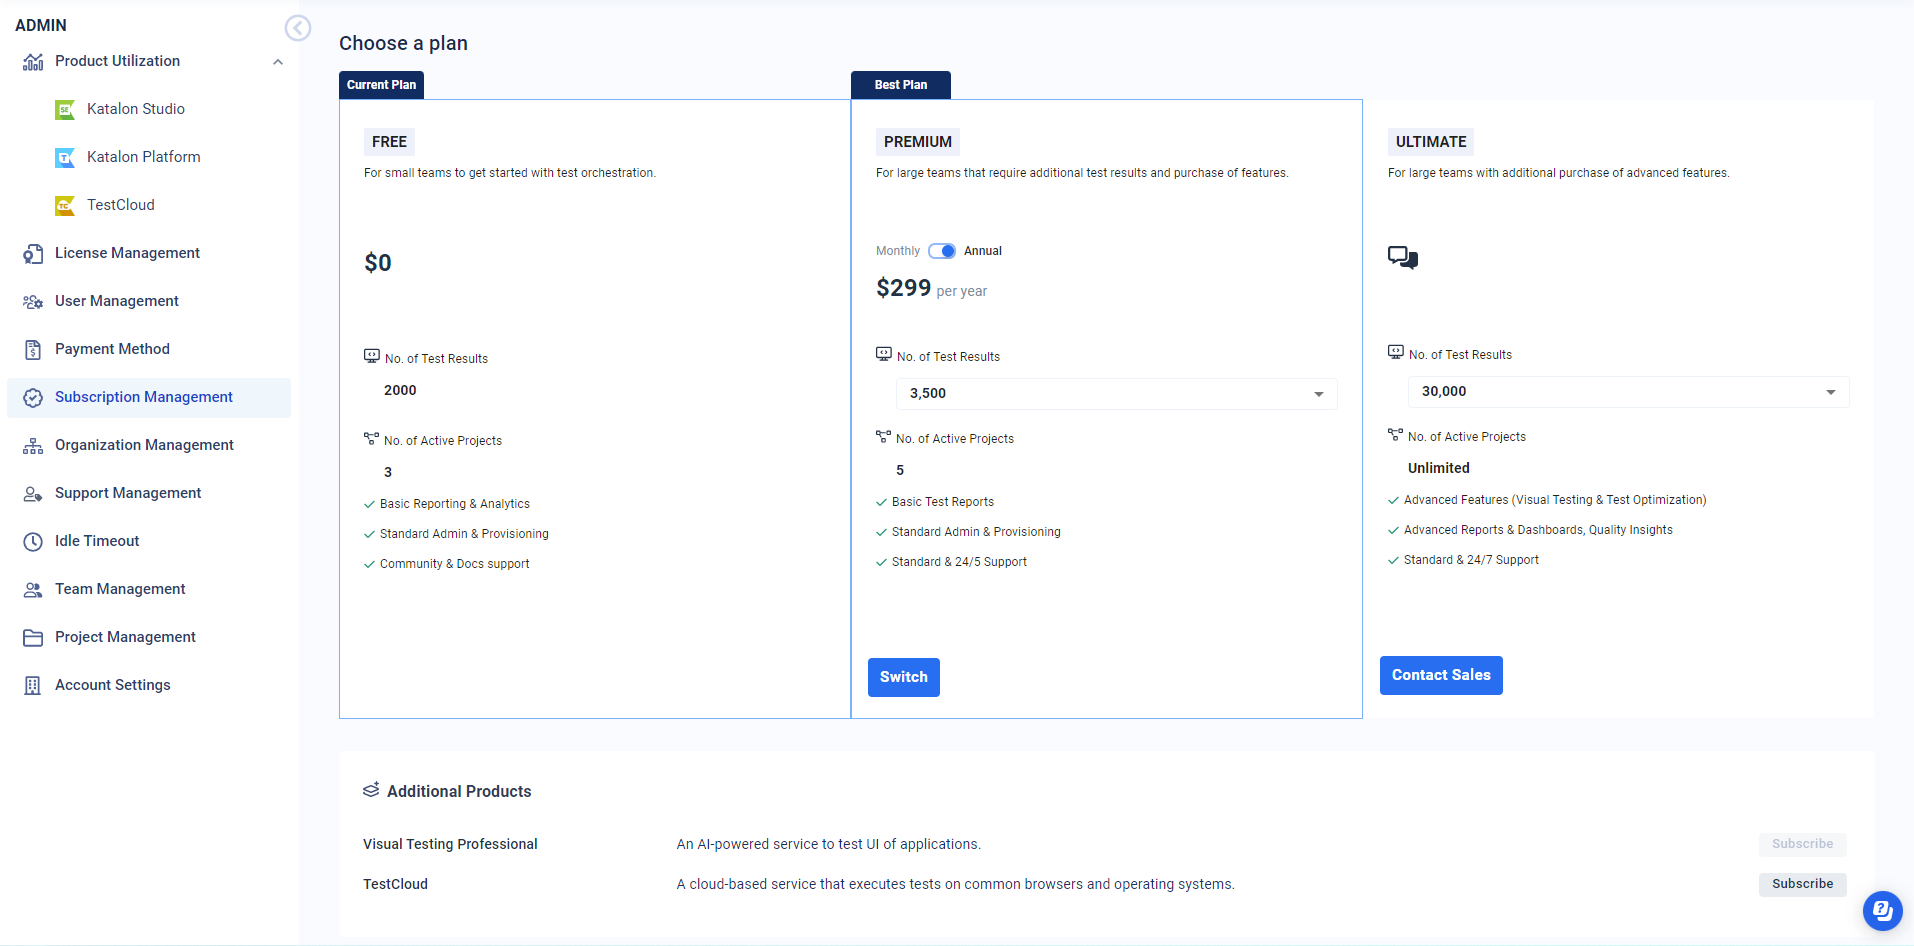 ADMIN
Product Utilization
Katalon Studio
Katalon Platform
TestCloud
License Management
User Management
Payment Method
Subscription Management
Organization Management
Support Management
Idle Timeout
Team Management
Project Management
Account Settings
Choose a plan
Current Plan
FREE
For small teams to get started with test orchestration.
$0
No. of Test Results
2000
No. of Active Projects
3
Basic Reporting & Analytics
Standard Admin & Provisioning
Community & Docs support
Best Plan
PREMIUM
For large teams that require additional test results and purchase of features.
Monthly Annual
$299 per year
No. of Test Results
3,500
No. of Active Projects
5
Basic Test Reports
Standard Admin & Provisioning
Standard & 24/5 Support
Switch
ULTIMATE
For large teams with additional purchase of advanced features.
No. of Test Results
30,000
No. of Active Projects
Unlimited
Advanced Features (Visual Testing & Test Optimization)
Advanced Reports & Dashboards, Quality Insights
Standard & 24/7 Support
Contact Sales
Additional Products
Visual Testing Professional An AI-powered service to test UI of applications. Subscribe
TestCloud A cloud-based service that executes tests on common browsers and operating systems. Subscribe